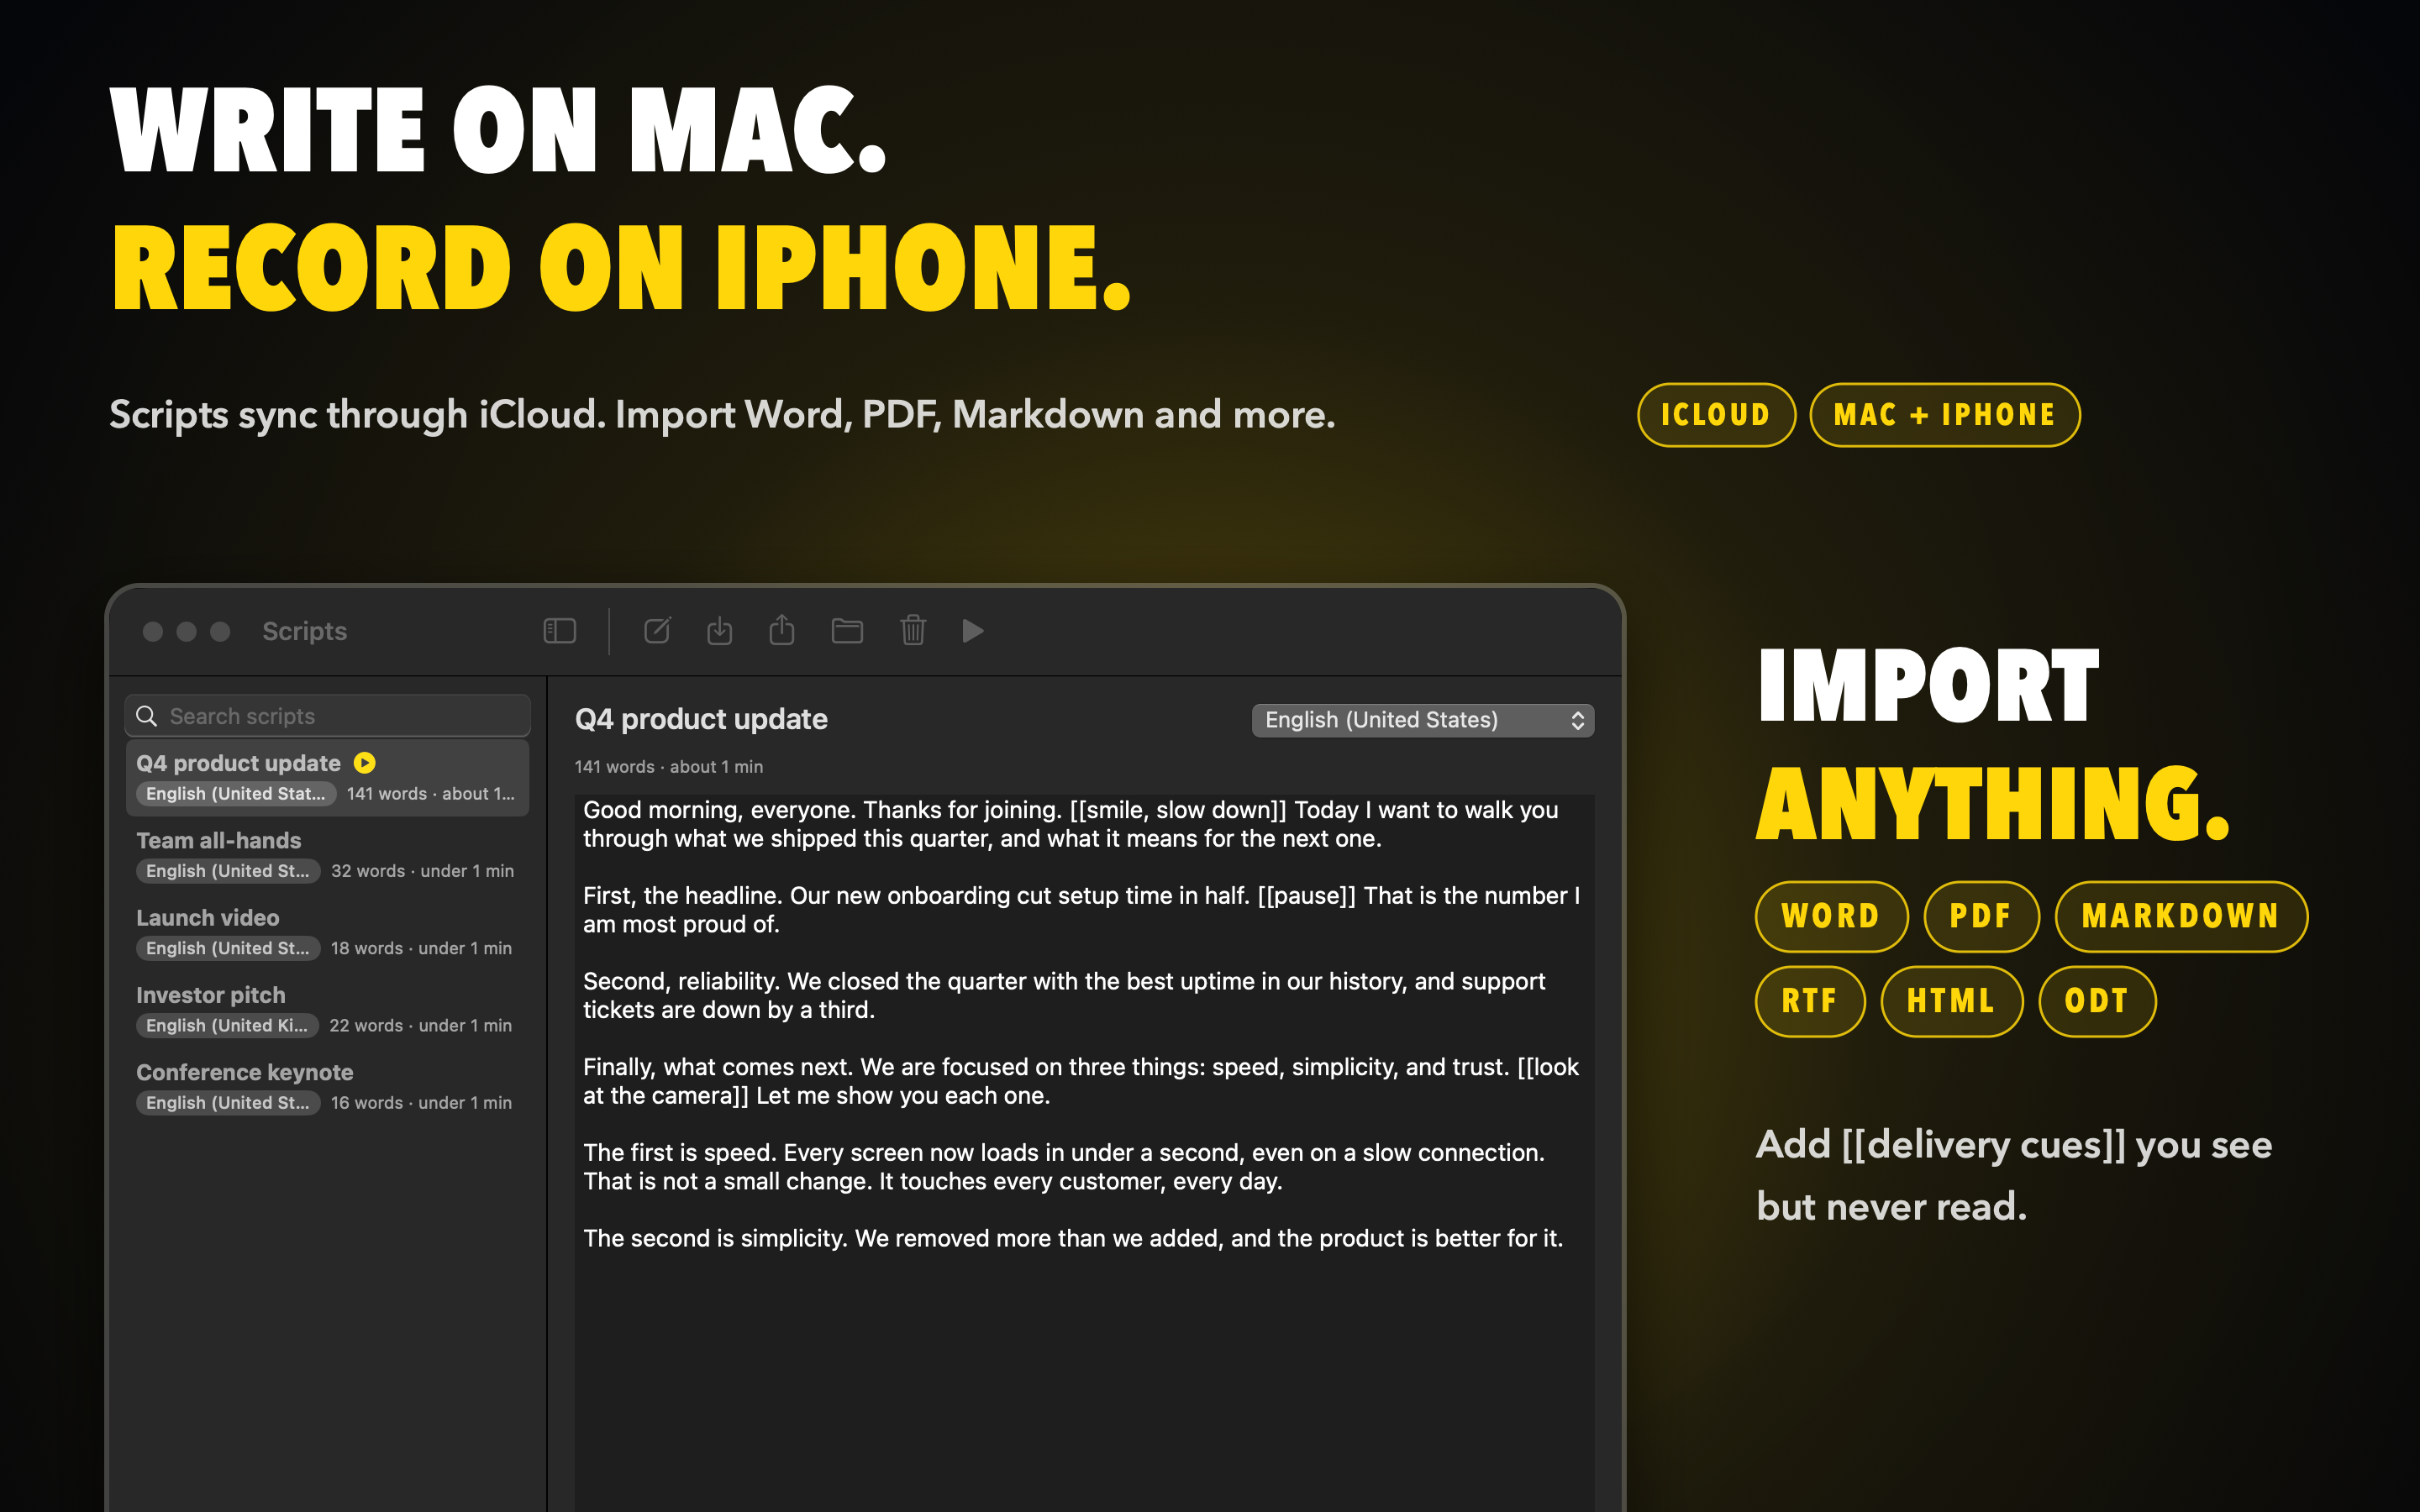 WRITE ON MAC.
RECORD ON IPHONE.
Scripts sync through iCloud. Import Word, PDF, Markdown and more.
ICLOUD
MAC + IPHONE
Scripts
Search scripts
Q4 product update
English (United Stat... 141 words · about 1...
Team all-hands
English (United St... 32 words · under 1 min
Launch video
English (United St... 18 words · under 1 min
Investor pitch
English (United Ki... 22 words · under 1 min
Conference keynote
English (United St... 16 words · under 1 min
Q4 product update
English (United States)
141 words · about 1 min
Good morning, everyone. Thanks for joining. [[smile, slow down]] Today I want to walk you
through what we shipped this quarter, and what it means for the next one.
First, the headline. Our new onboarding cut setup time in half. [[pause]] That is the number I
am most proud of.
Second, reliability. We closed the quarter with the best uptime in our history, and support
tickets are down by a third.
Finally, what comes next. We are focused on three things: speed, simplicity, and trust. [[look
at the camera]] Let me show you each one.
The first is speed. Every screen now loads in under a second, even on a slow connection.
That is not a small change. It touches every customer, every day.
The second is simplicity. We removed more than we added, and the product is better for it.
IMPORT
ANYTHING.
WORD PDF MARKDOWN
RTF HTML ODT
Add [[delivery cues]] you see
but never read.